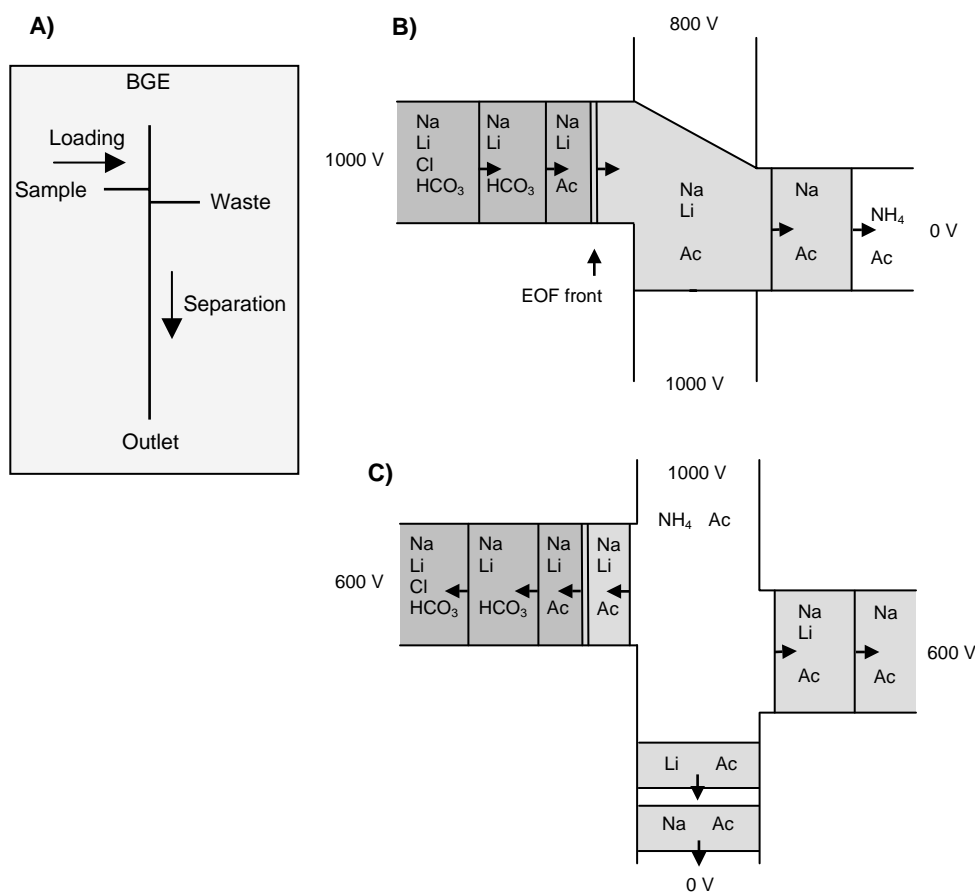 A)
BGE
Loading
Sample
Waste
Separation
Outlet
B)
800 V
1000 V
Na
Li
Cl
HCO3
Na
Li
HCO3
Na
Li
Ac
Na
Li
Ac
Na
Ac
NH4
Ac
0 V
EOF front
1000 V
C)
1000 V
NH4 Ac
600 V
Na
Li
Cl
HCO3
Na
Li
HCO3
Na
Li
Ac
Na
Li
Ac
Na
Li
Ac
Na
Ac
600 V
Li Ac
Na Ac
0 V